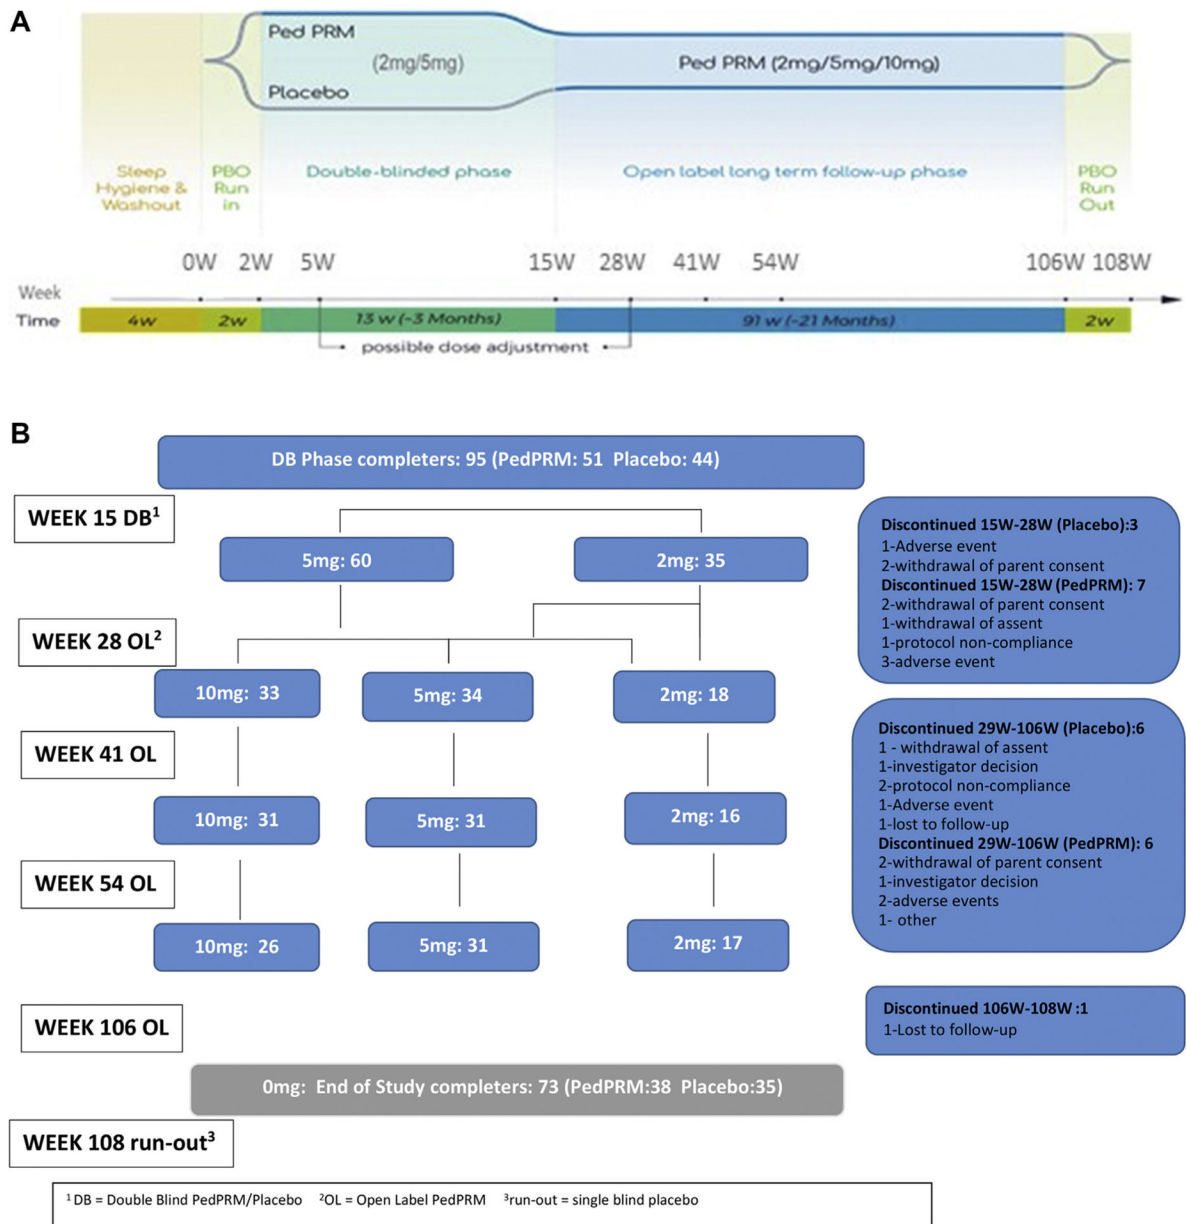 A
Ped PRM
(2mg/5mg)
Placebo
Ped PRM (2mg/5mg/10mg)
Sleep
Hygiene &
Washout
PBO
Run
in
Double-blinded phase
Open label long term follow-up phase
PBO
Run
Out
0W 2W 5W 15W 28W 41W 54W 106W 108W
Week
Time 4w 2w 13 w (~3 Months) 91 w (~21 Months) 2w
possible dose adjustment
B
DB Phase completers: 95 (PedPRM: 51 Placebo: 44)
WEEK 15 DB¹
5mg: 60
2mg: 35
WEEK 28 OL²
10mg: 33
5mg: 34
2mg: 18
WEEK 41 OL
10mg: 31
5mg: 31
2mg: 16
WEEK 54 OL
10mg: 26
5mg: 31
2mg: 17
WEEK 106 OL
0mg: End of Study completers: 73 (PedPRM:38 Placebo:35)
WEEK 108 run-out³
Discontinued 15W-28W (Placebo):3
1-Adverse event
2-withdrawal of parent consent
Discontinued 15W-28W (PedPRM): 7
2-withdrawal of parent consent
1-withdrawal of assent
1-protocol non-compliance
3-adverse event
Discontinued 29W-106W (Placebo):6
1 - withdrawal of assent
1-investigator decision
2-protocol non-compliance
1-Adverse event
1-lost to follow-up
Discontinued 29W-106W (PedPRM): 6
2-withdrawal of parent consent
1-investigator decision
2-adverse events
1- other
Discontinued 106W-108W :1
1-Lost to follow-up
¹ DB = Double Blind PedPRM/Placebo ²OL = Open Label PedPRM ³run-out = single blind placebo